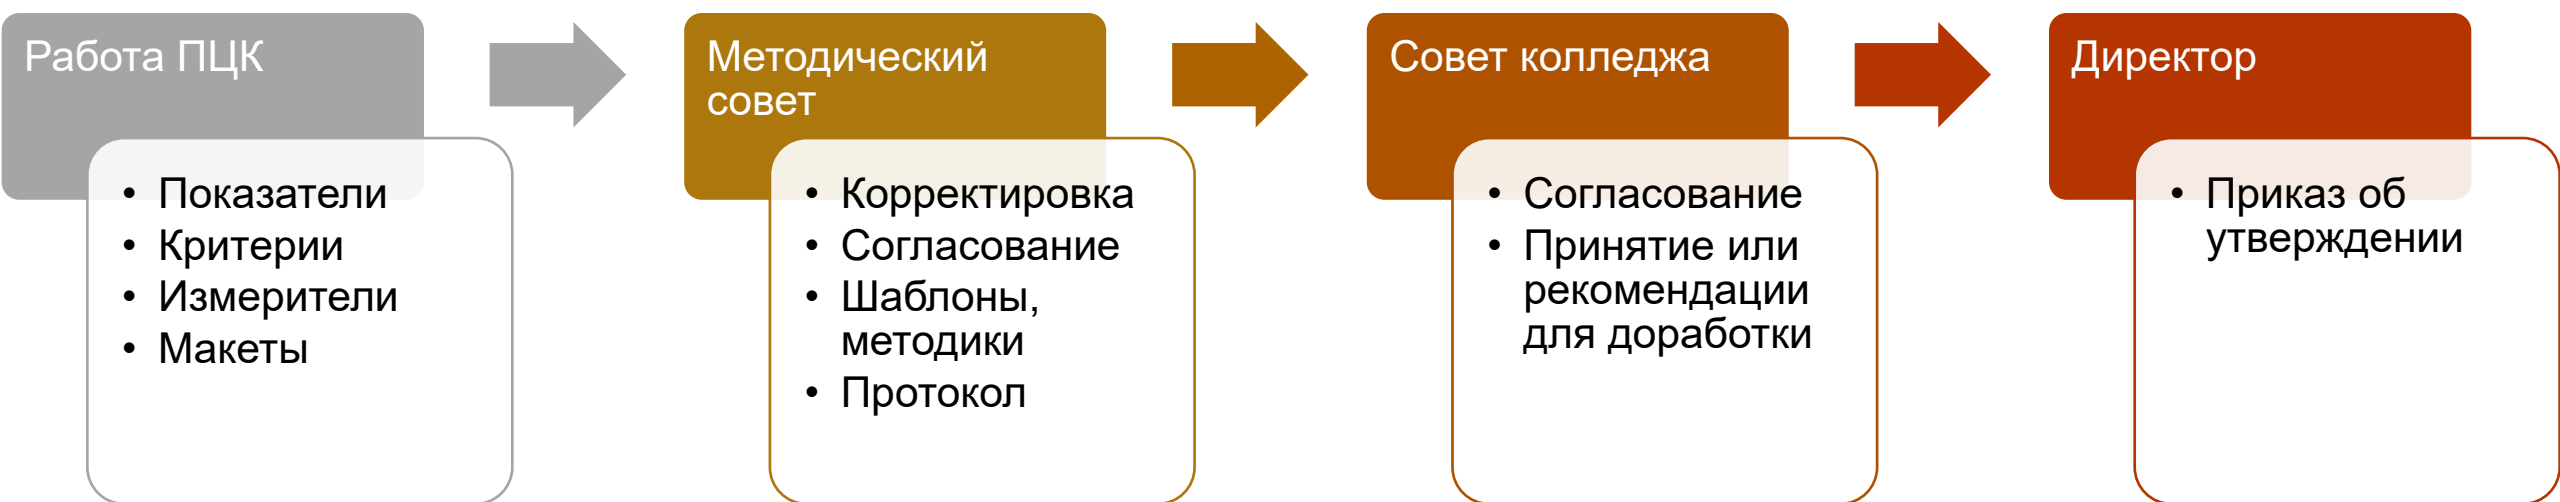 Работа ПЦК
• Показатели
• Критерии
• Измерители
• Макеты
Методический
совет
• Корректировка
• Согласование
• Шаблоны,
методики
• Протокол
Совет колледжа
• Согласование
• Принятие или
рекомендации
для доработки
Директор
• Приказ об
утверждении